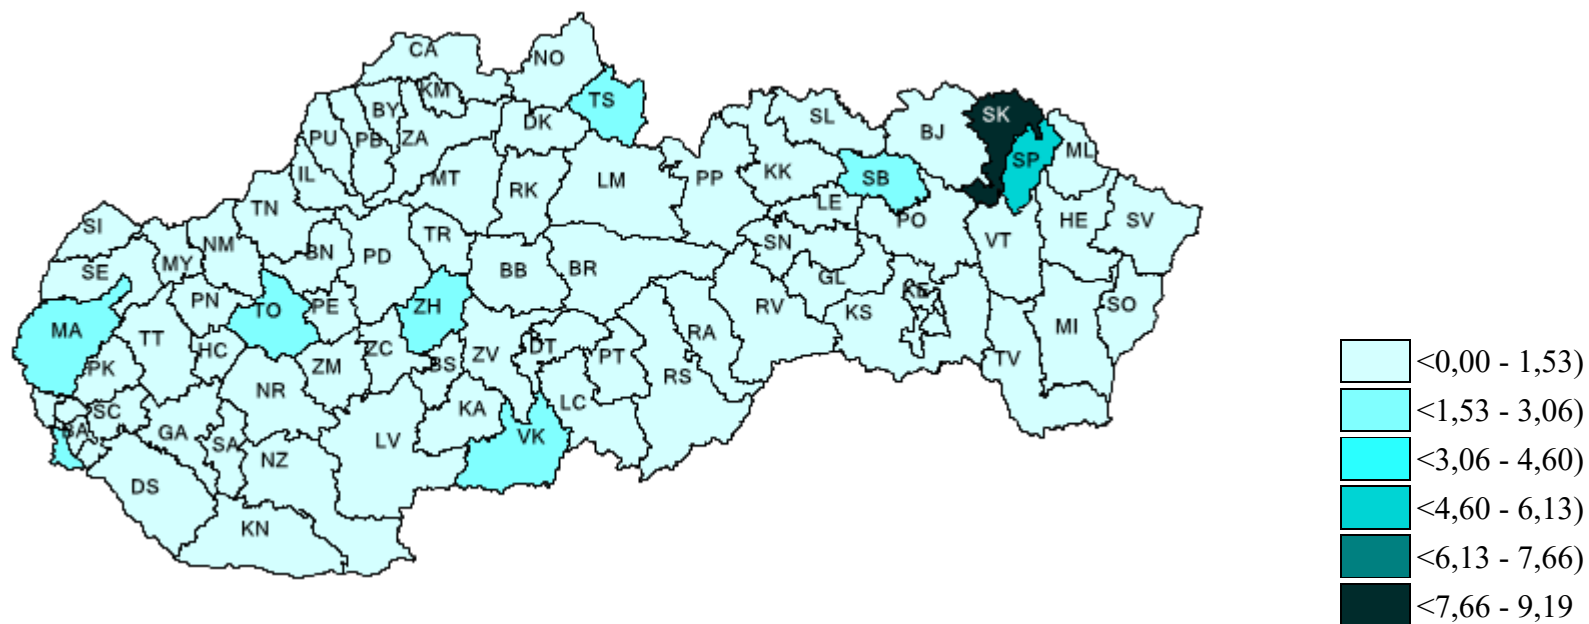 CA
NO
KM
TS
BY
SL
SK
DK
PU
PB
ZA
BJ
ML
SP
IL
MT
RK
LM
PP
KK
SB
TN
LE
PO
HE
SV
SI
NM
TR
SN
VT
MY
BN
PD
BB
BR
GL
SE
PN
TO
PE
ZH
RV
KS
KE
SO
MA
TT
HC
ZC
RA
MI
PK
ZM
BS
ZV
DT
PT
TV
NR
RS
SC
KA
LC
BA
GA
SA
LV
VK
NZ
DS
KN
<0,00 - 1,53)
<1,53 - 3,06)
<3,06 - 4,60)
<4,60 - 6,13)
<6,13 - 7,66)
<7,66 - 9,19